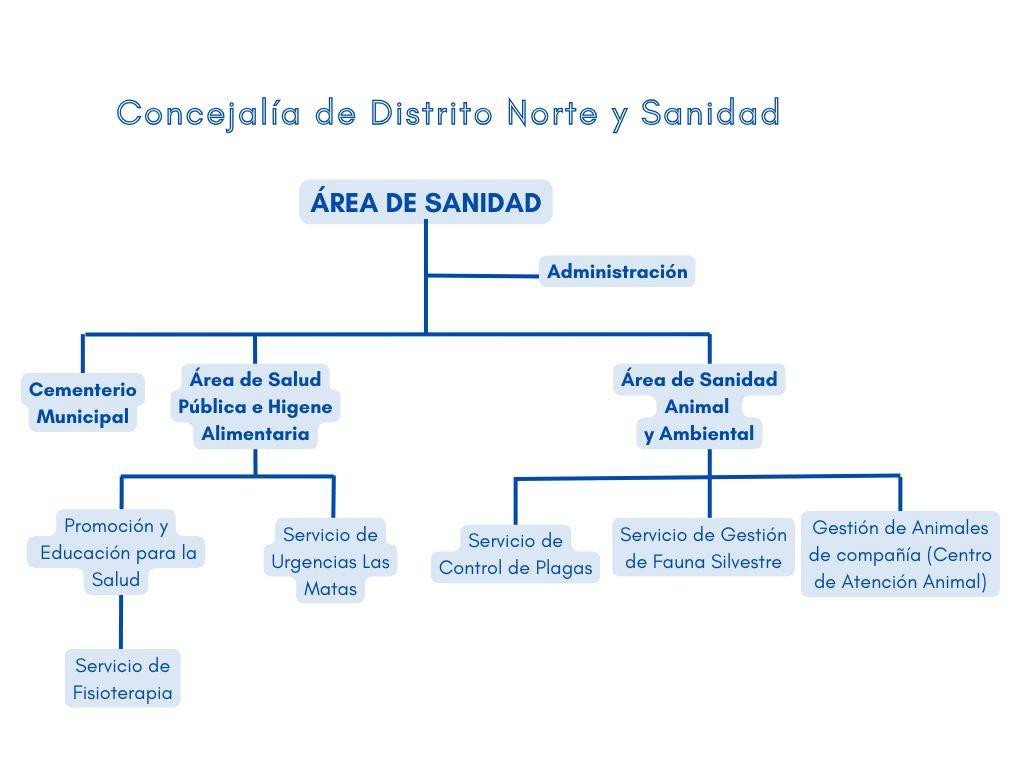 Concejalía de Distrito Norte y Sanidad
ÁREA DE SANIDAD
Administración
Cementerio
Municipal
Área de Salud
Pública e Higene
Alimentaria
Área de Sanidad
Animal
y Ambiental
Promoción y
Educación para la
Salud
Servicio de
Urgencias Las
Matas
Servicio de
Control de Plagas
Servicio de Gestión
de Fauna Silvestre
Gestión de Animales
de compañía (Centro
de Atención Animal)
Servicio de
Fisioterapia